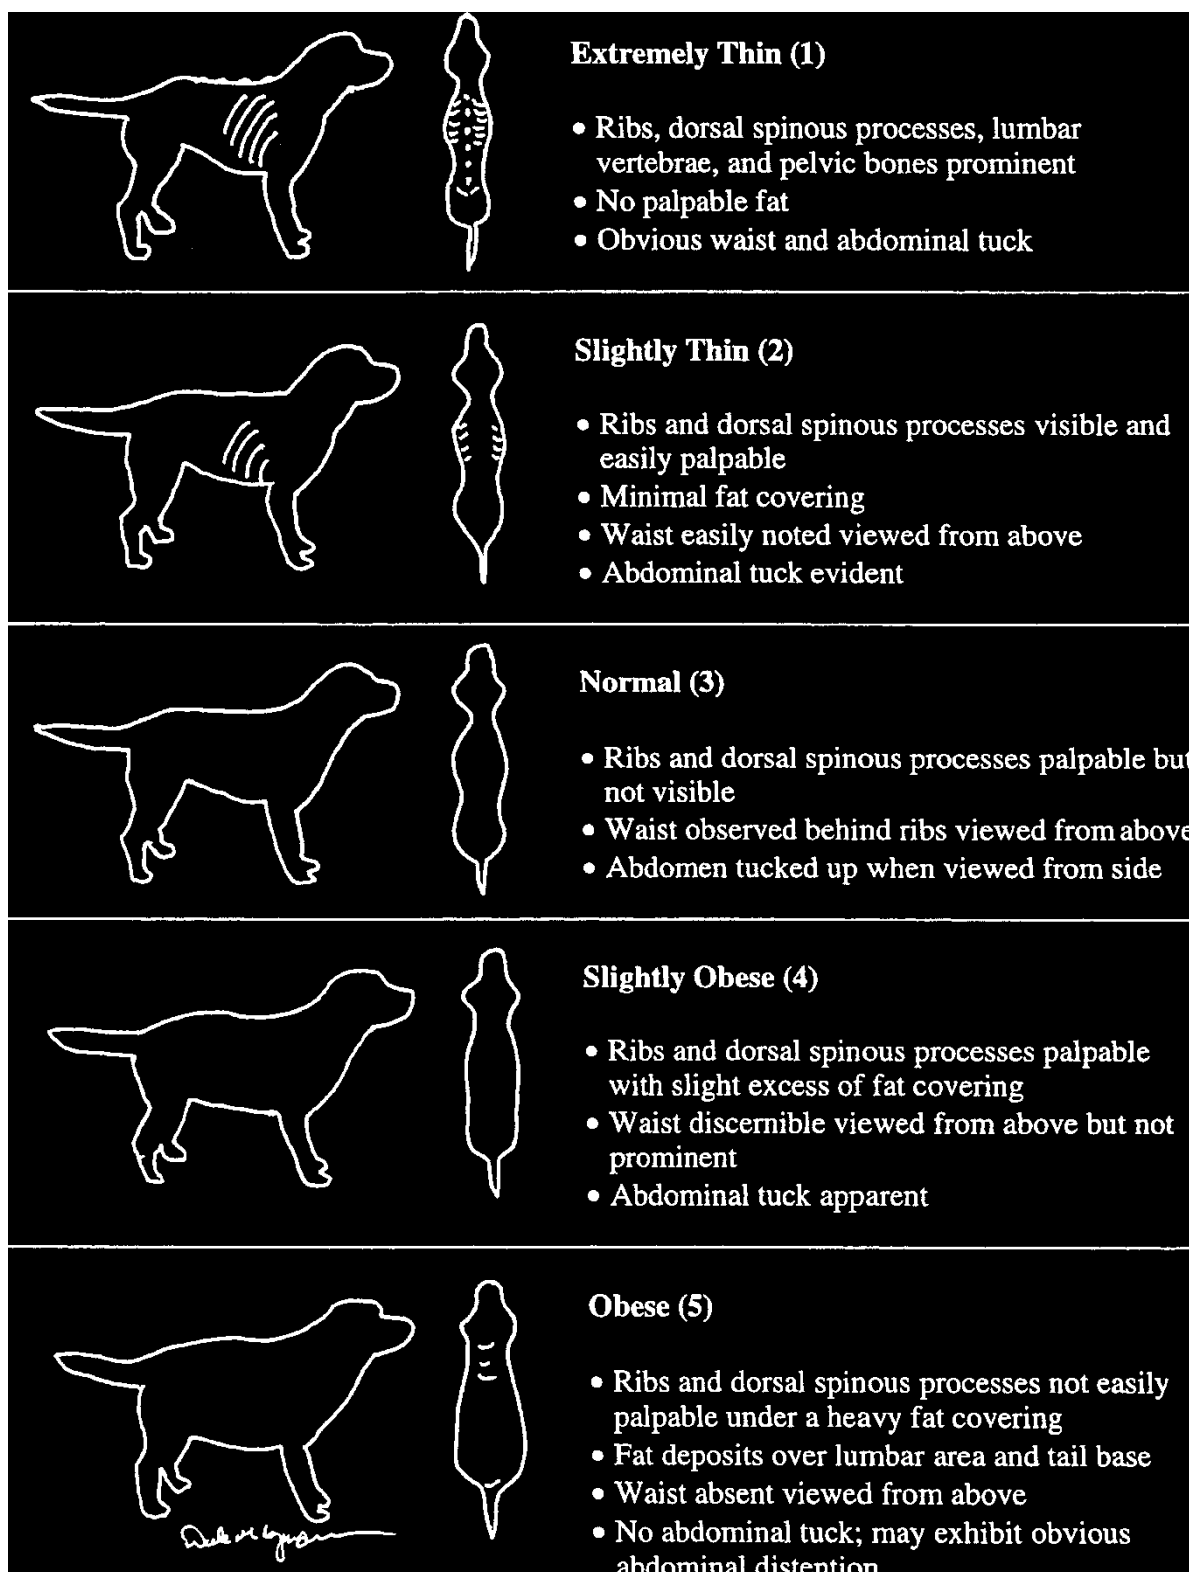 Extremely Thin (1)
• Ribs, dorsal spinous processes, lumbar
vertebrae, and pelvic bones prominent
• No palpable fat
• Obvious waist and abdominal tuck
Slightly Thin (2)
• Ribs and dorsal spinous processes visible and
easily palpable
• Minimal fat covering
• Waist easily noted viewed from above
• Abdominal tuck evident
Normal (3)
• Ribs and dorsal spinous processes palpable but
not visible
• Waist observed behind ribs viewed from above
• Abdomen tucked up when viewed from side
Slightly Obese (4)
• Ribs and dorsal spinous processes palpable
with slight excess of fat covering
• Waist discernible viewed from above but not
prominent
• Abdominal tuck apparent
Obese (5)
• Ribs and dorsal spinous processes not easily
palpable under a heavy fat covering
• Fat deposits over lumbar area and tail base
• Waist absent viewed from above
• No abdominal tuck; may exhibit obvious
abdominal distention